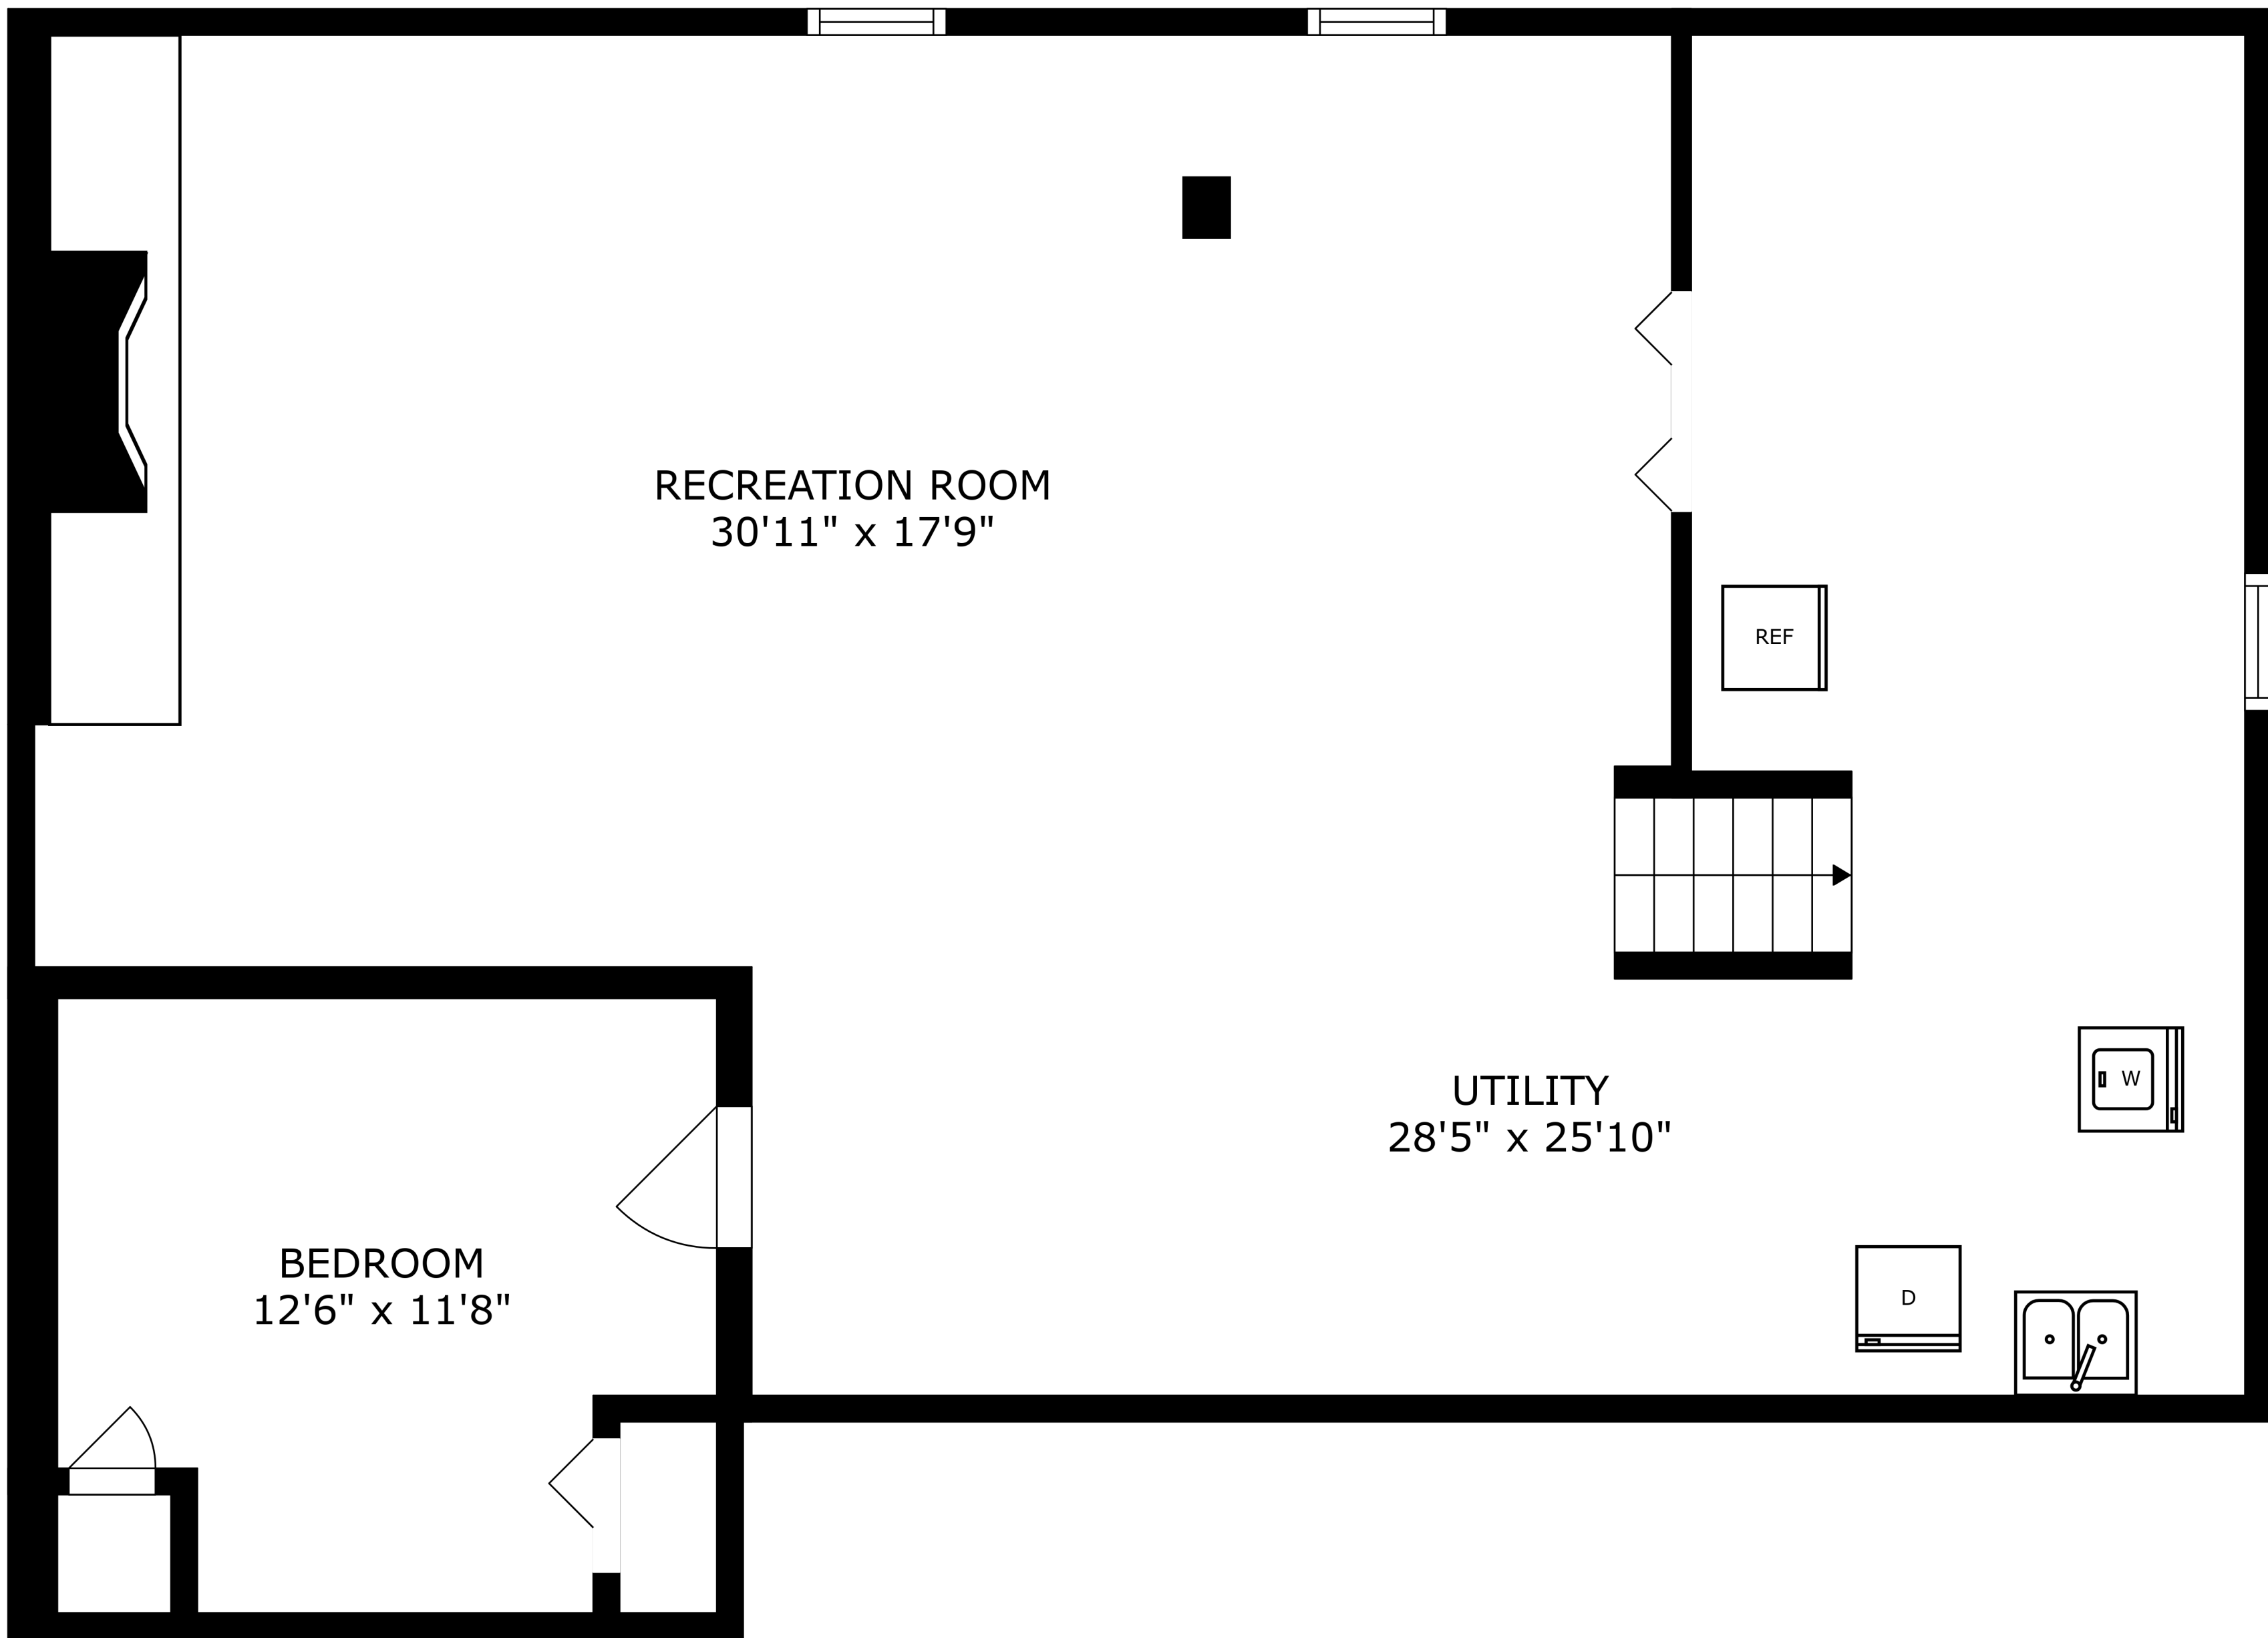 RECREATION ROOM
30'11" x 17'9"
REF
UTILITY
28'5" x 25'10"
W
D
BEDROOM
12'6" x 11'8"